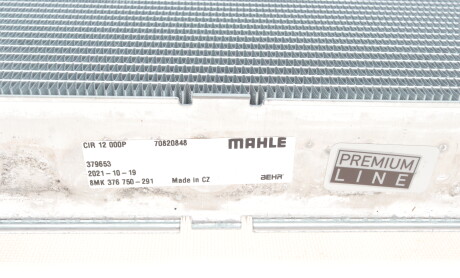 CIR 12 000P 70820848 MAHLE
379653
2021-10-19
8MK 376 750-291 Made in CZ BEHR
PREMIUM
LINE